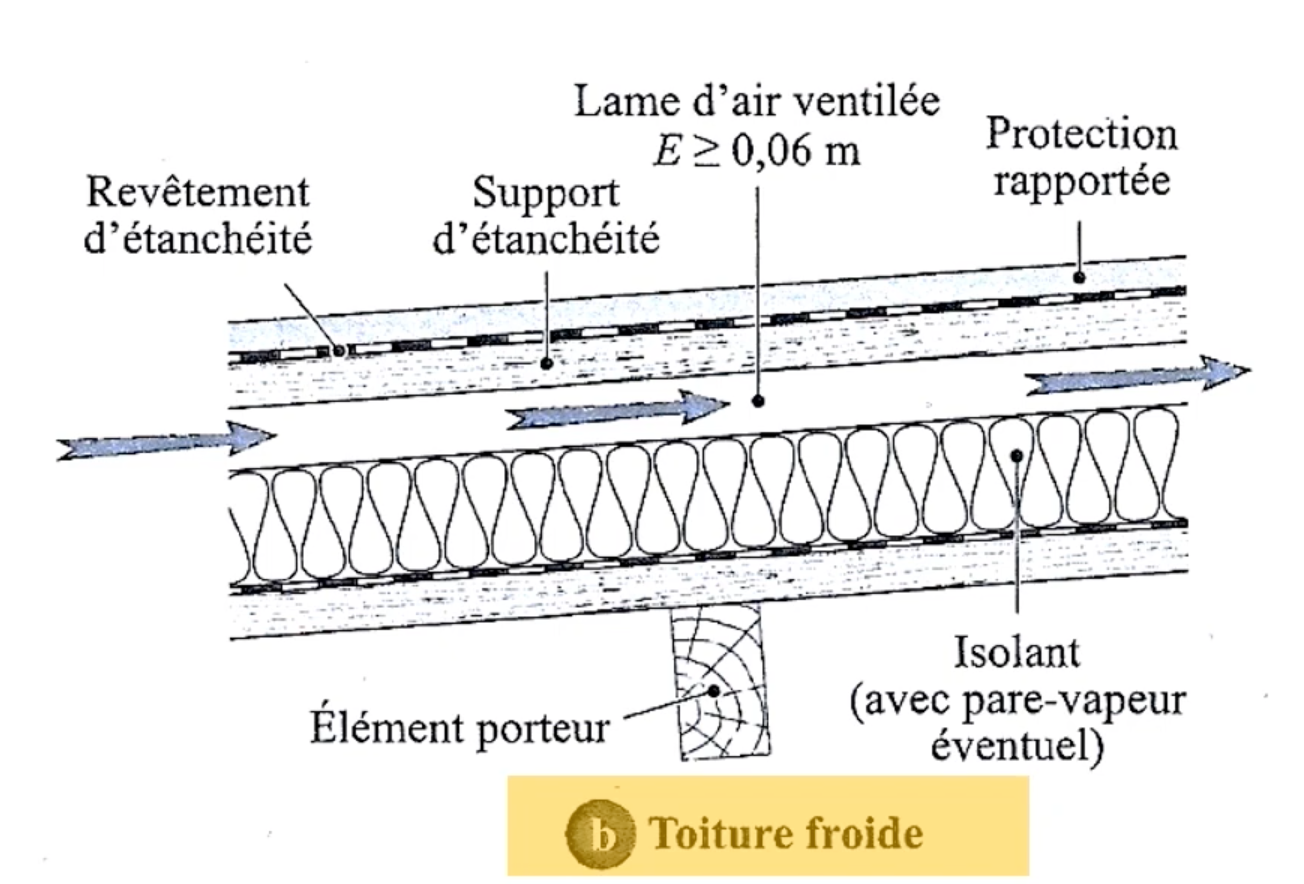 Lame d'air ventilée
E ≥ 0,06 m
Protection
rapportée
Revêtement
d'étanchéité
Support
d'étanchéité
Isolant
(avec pare-vapeur
éventuel)
Élément porteur
b Toiture froide